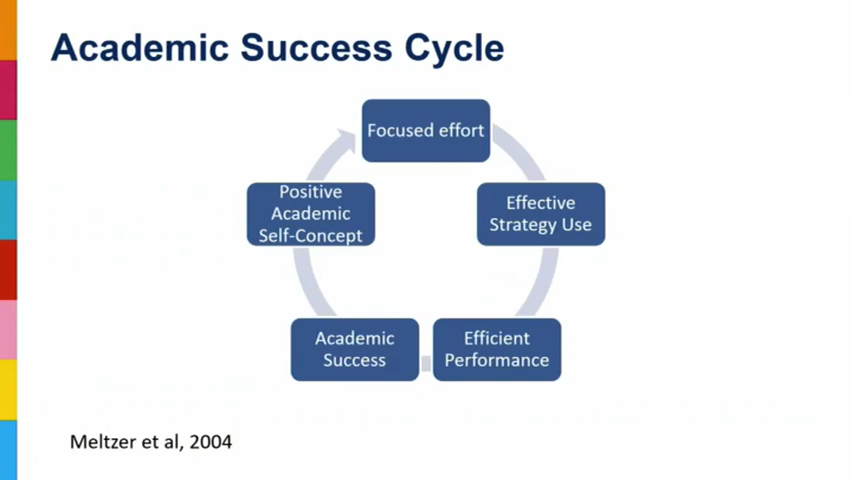 Academic Success Cycle
Focused effort
Effective
Strategy Use
Efficient
Performance
Academic
Success
Positive
Academic
Self-Concept
Meltzer et al, 2004